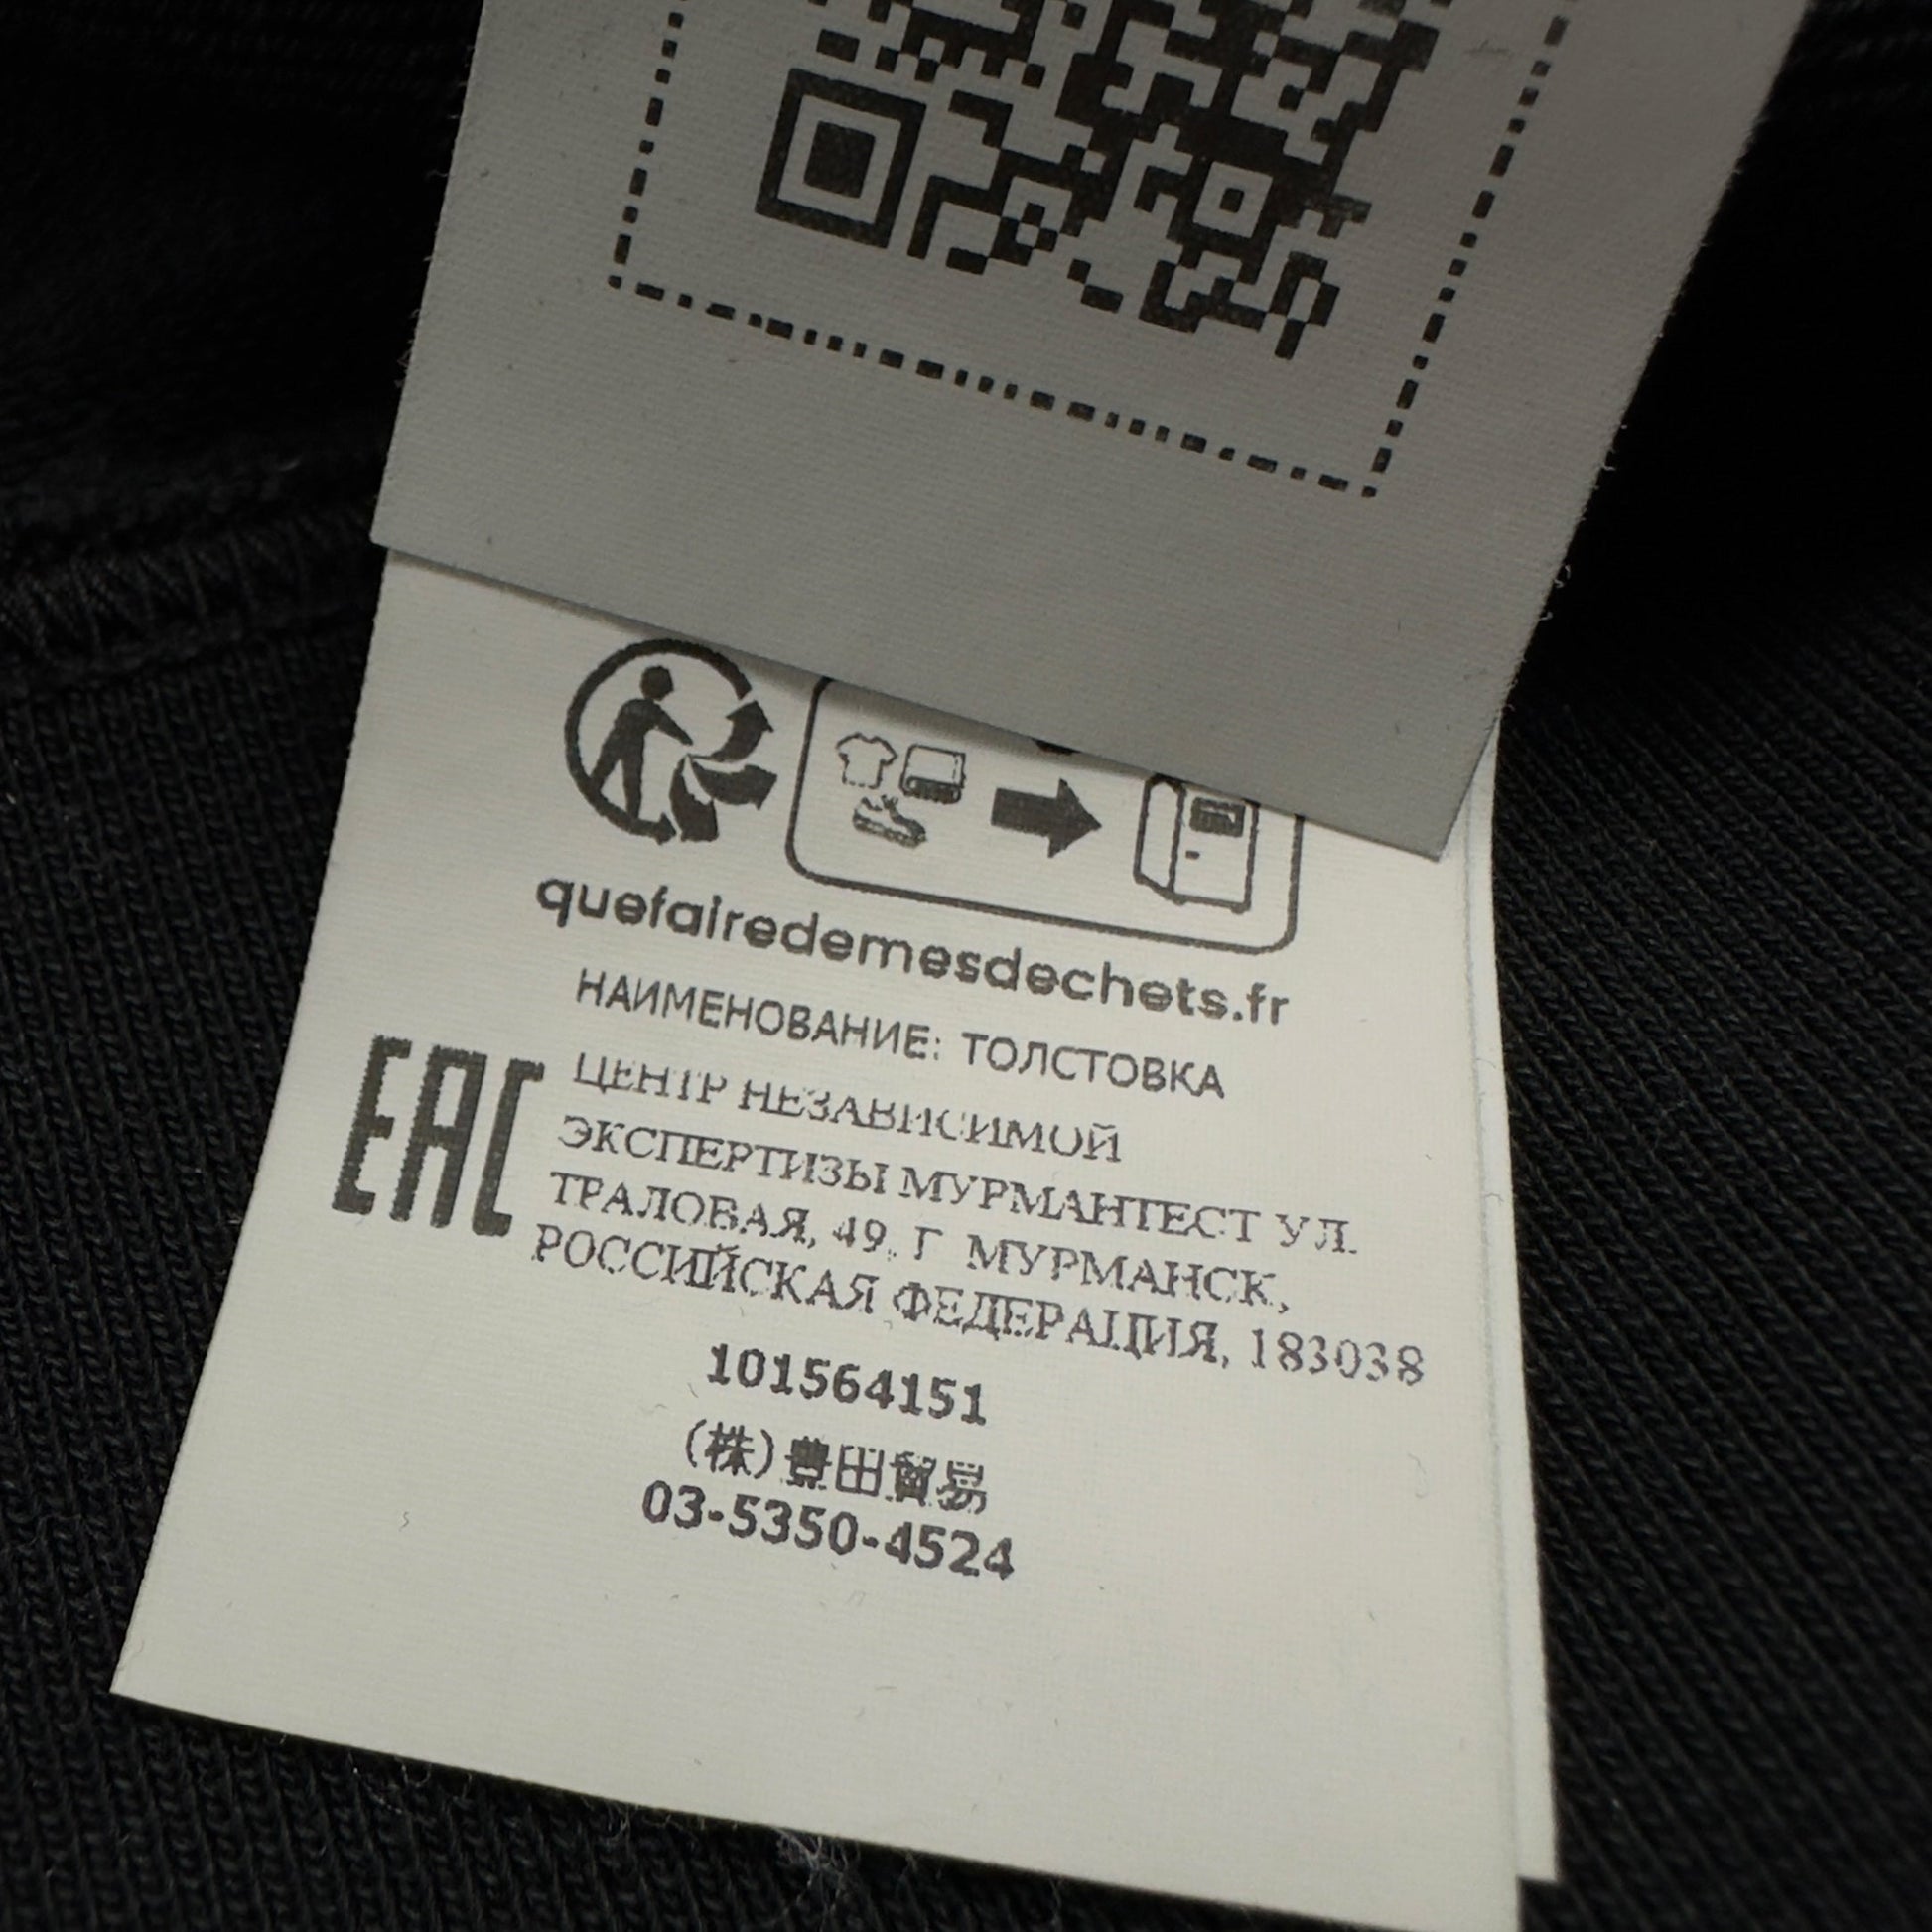 quefairedemesdechets.fr
НАИМЕНОВАНИЕ: ТОЛСТОВКА
EAC
ЦЕНТР НЕЗАВИСИМОЙ
ЭКСПЕРТИЗЫ МУРМАНТЕСТ УЛ.
ТРАЛОВАЯ, 49, Г МУРМАНСК,
РОССИЙСКАЯ ФЕДЕРАЦИЯ, 183038
101564151
(株)豊田貿易
03-5350-4524